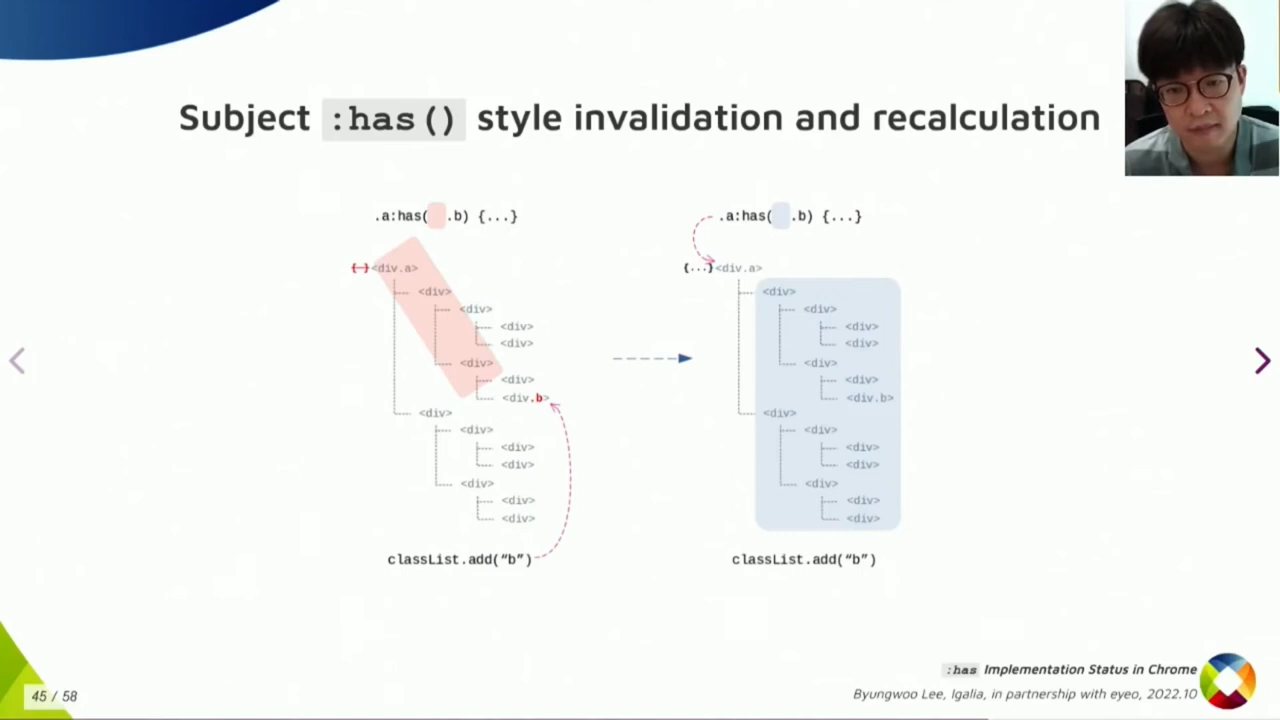 Subject :has() style invalidation and recalculation
.a:has( .b) {...}
{…}<div.a>
<div>
<div>
<div>
<div>
<div>
<div>
<div.b>
<div>
<div>
<div>
<div>
<div>
<div>
<div>
classList.add(“b”)
.a:has( .b) {...}
{...}<div.a>
<div>
<div>
<div>
<div>
<div>
<div>
<div.b>
<div>
<div>
<div>
<div>
<div>
<div>
<div>
classList.add(“b”)
:has Implementation Status in Chrome
45 / 58
Byungwoo Lee, Igalia, in partnership with eyeo, 2022.10